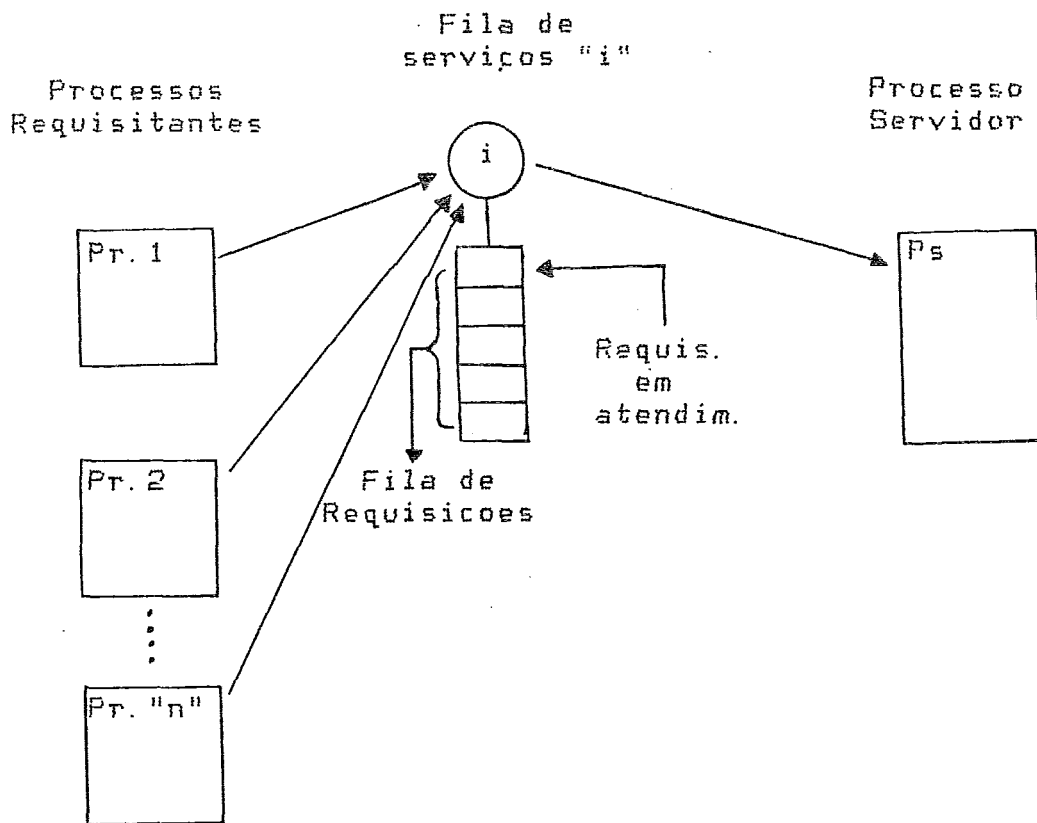 Fila de
serviços "i"
Processos
Requisitantes
Processo
Servidor
i
Pr. 1
Ps
Requis.
em
atendim.
Pr. 2
Fila de
Requisicoes
Pr. "n"